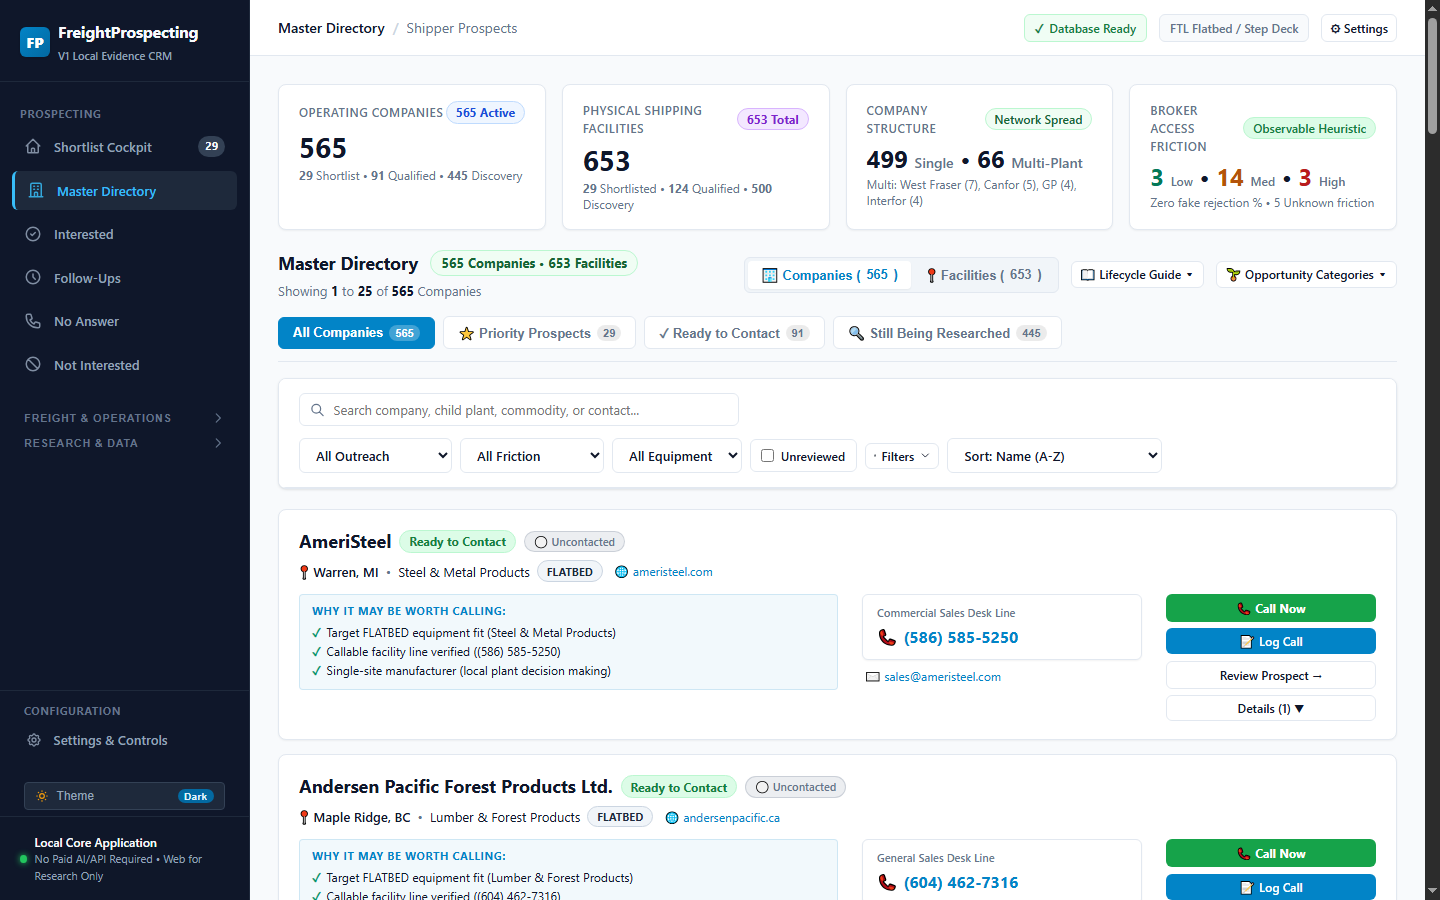 FP
FreightProspecting
V1 Local Evidence CRM
PROSPECTING
Shortlist Cockpit 29
Master Directory
Interested
Follow-Ups
No Answer
Not Interested
FREIGHT & OPERATIONS
RESEARCH & DATA
CONFIGURATION
Settings & Controls
Theme Dark
Local Core Application
No Paid AI/API Required • Web for
Research Only
Master Directory / Shipper Prospects
✓ Database Ready
FTL Flatbed / Step Deck
⚙ Settings
OPERATING COMPANIES 565 Active
565
29 Shortlist • 91 Qualified • 445 Discovery
PHYSICAL SHIPPING
FACILITIES
653 Total
653
29 Shortlisted • 124 Qualified • 500
Discovery
COMPANY
STRUCTURE
Network Spread
499 Single • 66 Multi-Plant
Multi: West Fraser (7), Canfor (5), GP (4),
Interfor (4)
BROKER
ACCESS
FRICTION
Observable Heuristic
3 Low • 14 Med • 3 High
Zero fake rejection % • 5 Unknown friction
Master Directory 565 Companies • 653 Facilities
Showing 1 to 25 of 565 Companies
Companies ( 565 )
Facilities ( 653 )
Lifecycle Guide ▾
Opportunity Categories ▾
All Companies 565
Priority Prospects 29
✓ Ready to Contact 91
Still Being Researched 445
Search company, child plant, commodity, or contact...
All Outreach
All Friction
All Equipment
Unreviewed
· Filters
Sort: Name (A-Z)
AmeriSteel Ready to Contact Uncontacted
Warren, MI • Steel & Metal Products FLATBED ameristeel.com
WHY IT MAY BE WORTH CALLING:
✓ Target FLATBED equipment fit (Steel & Metal Products)
✓ Callable facility line verified ((586) 585-5250)
✓ Single-site manufacturer (local plant decision making)
Commercial Sales Desk Line
(586) 585-5250
sales@ameristeel.com
Call Now
Log Call
Review Prospect →
Details (1) ▼
Andersen Pacific Forest Products Ltd. Ready to Contact Uncontacted
Maple Ridge, BC • Lumber & Forest Products FLATBED andersenpacific.ca
WHY IT MAY BE WORTH CALLING:
✓ Target FLATBED equipment fit (Lumber & Forest Products)
✓ Callable facility line verified ((604) 462-7316)
General Sales Desk Line
(604) 462-7316
Call Now
Log Call